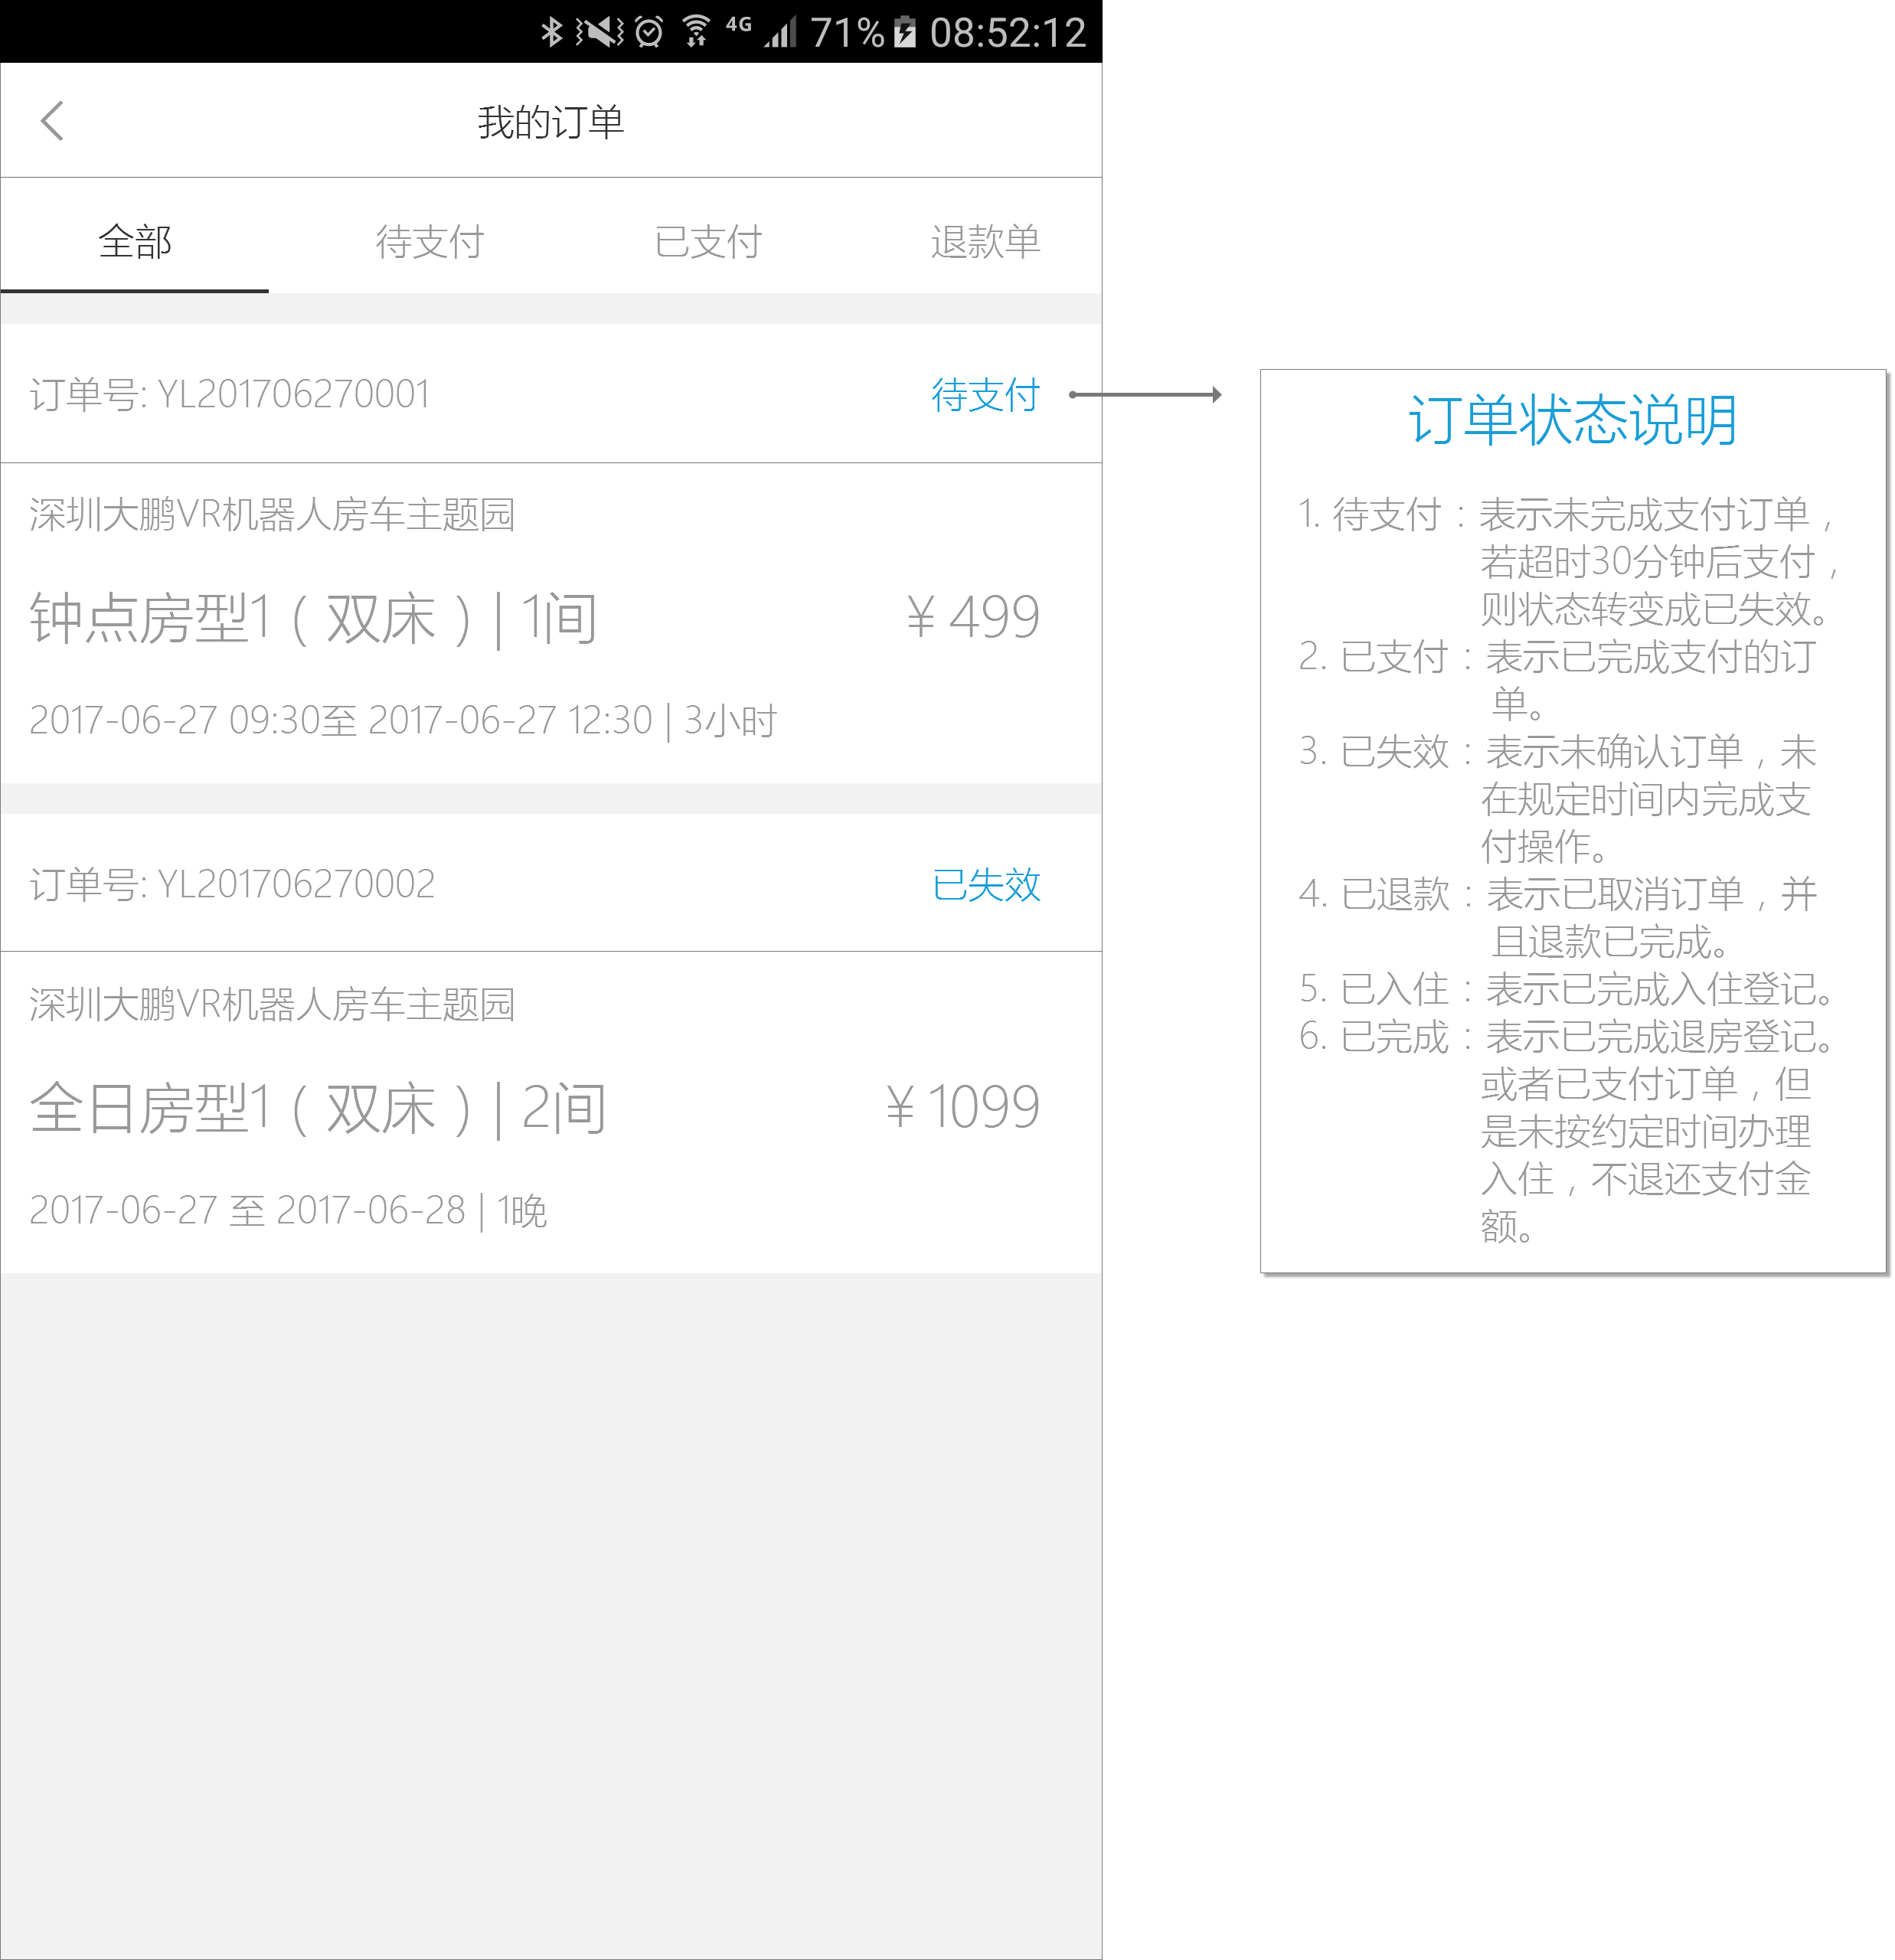 4G 71% 08:52:12
我的订单
全部 待支付 已支付 退款单
订单号: YL201706270001 待支付
深圳大鹏VR机器人房车主题园
钟点房型1（双床）| 1间 ￥499
2017-06-27 09:30至 2017-06-27 12:30 | 3小时
订单号: YL201706270002 已失效
深圳大鹏VR机器人房车主题园
全日房型1（双床）| 2间 ￥1099
2017-06-27 至 2017-06-28 | 1晚
订单状态说明
1. 待支付：表示未完成支付订单，
若超时30分钟后支付，
则状态转变成已失效。
2. 已支付：表示已完成支付的订
单。
3. 已失效：表示未确认订单，未
在规定时间内完成支
付操作。
4. 已退款：表示已取消订单，并
且退款已完成。
5. 已入住：表示已完成入住登记。
6. 已完成：表示已完成退房登记。
或者已支付订单，但
是未按约定时间办理
入住，不退还支付金
额。